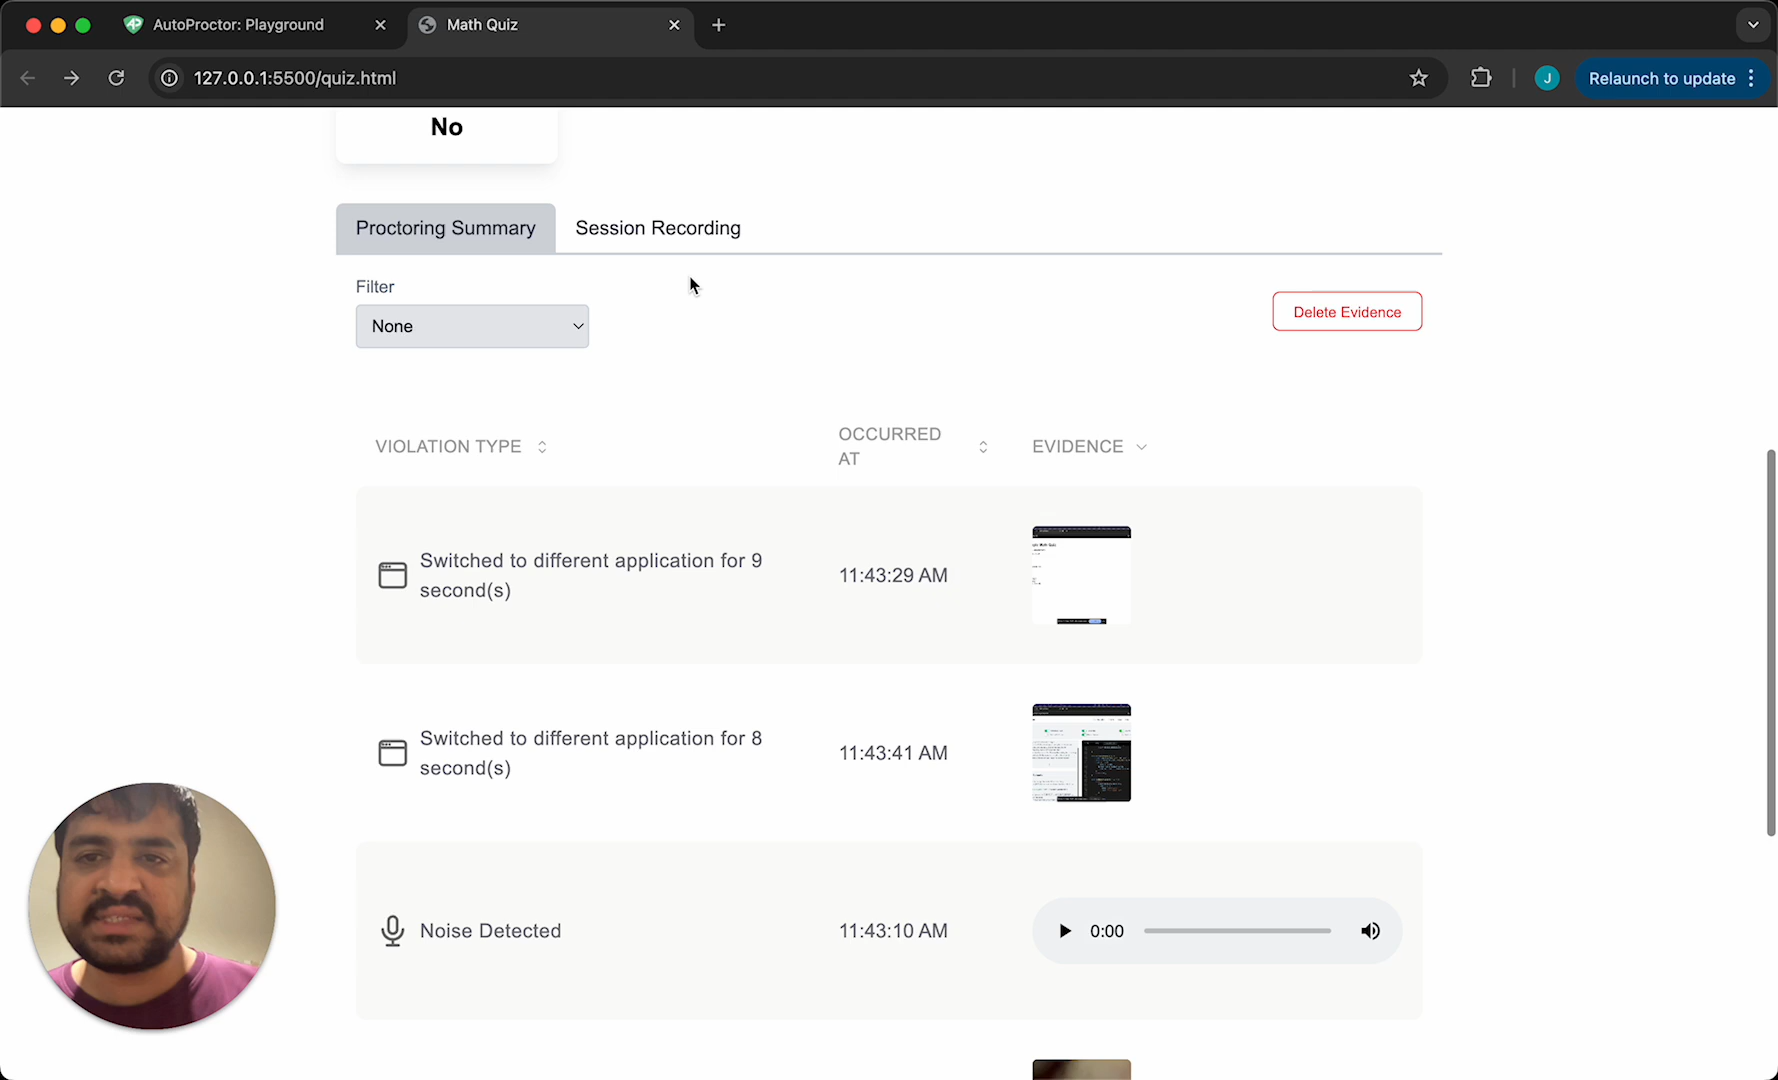 AutoProctor: Playground
Math Quiz
127.0.0.1:5500/quiz.html
J
Relaunch to update
No
Proctoring Summary
Session Recording
Filter
None
Delete Evidence
VIOLATION TYPE
OCCURRED
AT
EVIDENCE
Switched to different application for 9
second(s)
11:43:29 AM
Switched to different application for 8
second(s)
11:43:41 AM
Noise Detected
11:43:10 AM
0:00